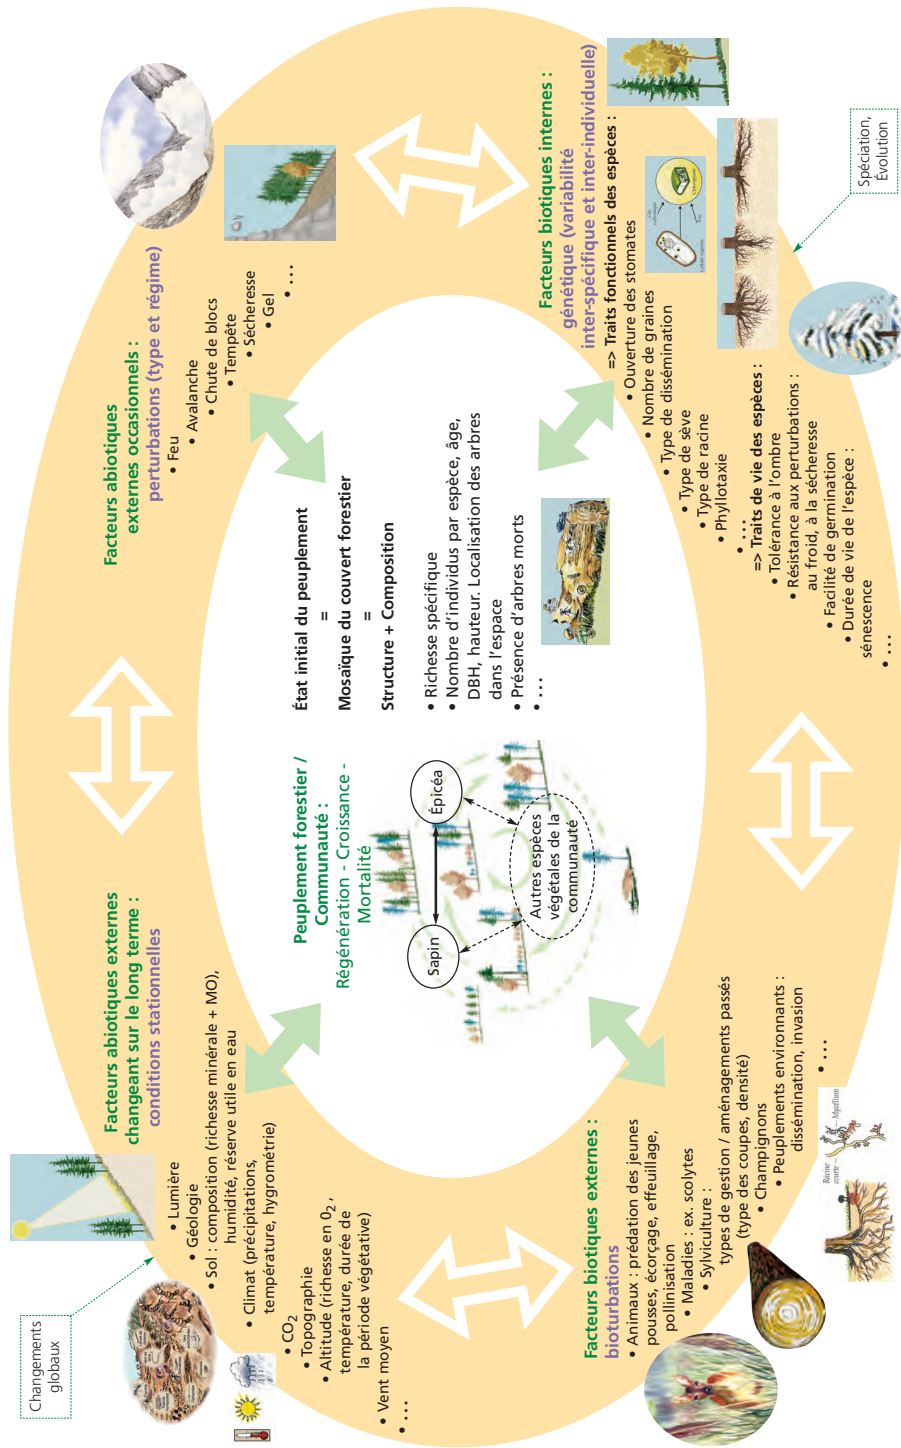 Changements
globaux
Facteurs abiotiques externes
changeant sur le long terme :
conditions stationnelles
• Lumière
• Géologie
• Sol : composition (richesse minérale + MO),
humidité, réserve utile en eau
• Climat (précipitations,
température, hygrométrie)
• CO2
• Topographie
• Altitude (richesse en 02,
température, durée de
la période végétative)
• Vent moyen
• ...
Facteurs abiotiques
externes occasionnels :
perturbations (type et régime)
• Feu
• Avalanche
• Chute de blocs
• Tempête
• Sécheresse
• Gel
• ...
Peuplement forestier /
Communauté :
Régénération - Croissance -
Mortalité
Sapin
Épicéa
Autres espèces
végétales de la
communauté
État initial du peuplement
=
Mosaïque du couvert forestier
=
Structure + Composition
• Richesse spécifique
• Nombre d’individus par espèce, âge,
DBH, hauteur. Localisation des arbres
dans l’espace
• Présence d’arbres morts
• ...
Facteurs biotiques externes :
bioturbations
• Animaux : prédation des jeunes
pousses, écorçage, effeuillage,
pollinisation
• Maladies : ex. scolytes
• Sylviculture :
types de gestion / aménagements passés
(type des coupes, densité)
• Champignons
• Peuplements environnants :
dissémination, invasion
• ...
Racine
courte
Mycélium
Facteurs biotiques internes :
génétique (variabilité
inter-spécifique et inter-individuelle)
=> Traits fonctionnels des espèces :
• Ouverture des stomates
• Nombre de graines
• Type de dissémination
• Type de sève
• Type de racine
• Phyllotaxie
• ...
=> Traits de vie des espèces :
• Tolérance à l’ombre
• Résistance aux perturbations :
au froid, à la sécheresse
• Facilité de germination
• Durée de vie de l’espèce :
sénescence
• ...
Spéciation,
Évolution